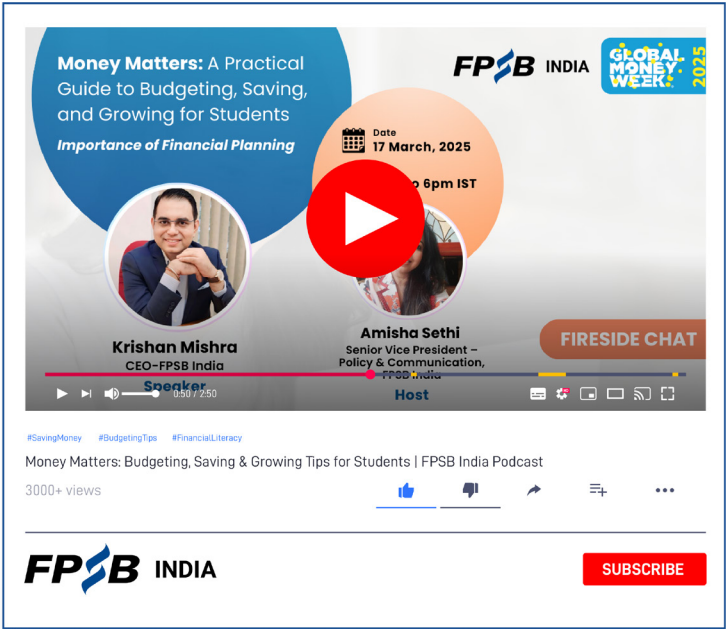 Money Matters: A Practical
Guide to Budgeting, Saving,
and Growing for Students
Importance of Financial Planning
FPSB INDIA
GLOBAL
MONEY
WEEK
2025
Date
17 March, 2025
6pm IST
Krishan Mishra
CEO-FPSB India
Speaker
Amisha Sethi
Senior Vice President –
Policy & Communication,
FPSB India
Host
FIRESIDE CHAT
0:50 / 2:50
#SavingMoney #BudgetingTips #FinancialLiteracy
Money Matters: Budgeting, Saving & Growing Tips for Students | FPSB India Podcast
3000+ views
FPSB INDIA
SUBSCRIBE